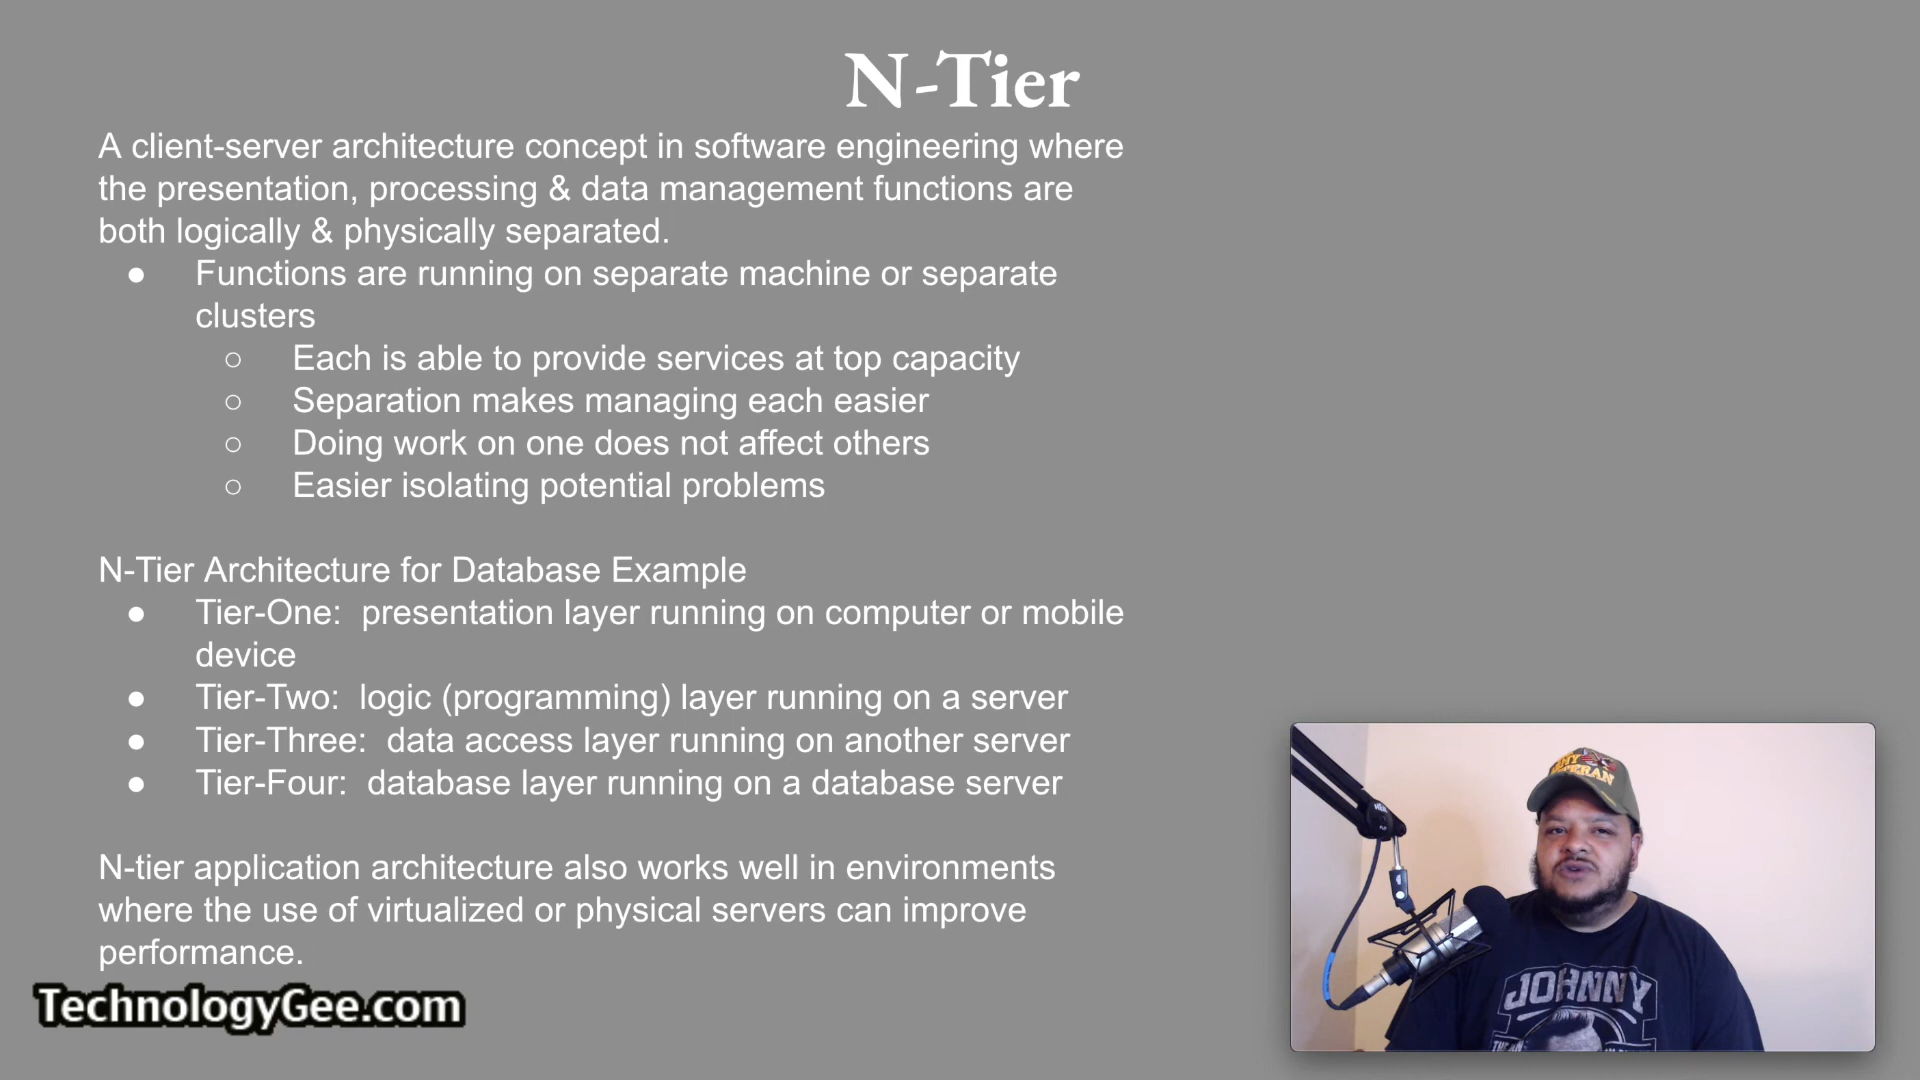 N-Tier
A client-server architecture concept in software engineering where
the presentation, processing & data management functions are
both logically & physically separated.
● Functions are running on separate machine or separate
clusters
○ Each is able to provide services at top capacity
○ Separation makes managing each easier
○ Doing work on one does not affect others
○ Easier isolating potential problems
N-Tier Architecture for Database Example
● Tier-One:  presentation layer running on computer or mobile
device
● Tier-Two:  logic (programming) layer running on a server
● Tier-Three:  data access layer running on another server
● Tier-Four:  database layer running on a database server
N-tier application architecture also works well in environments
where the use of virtualized or physical servers can improve
performance.
TechnologyGee.com
VETERAN
JOHNNY